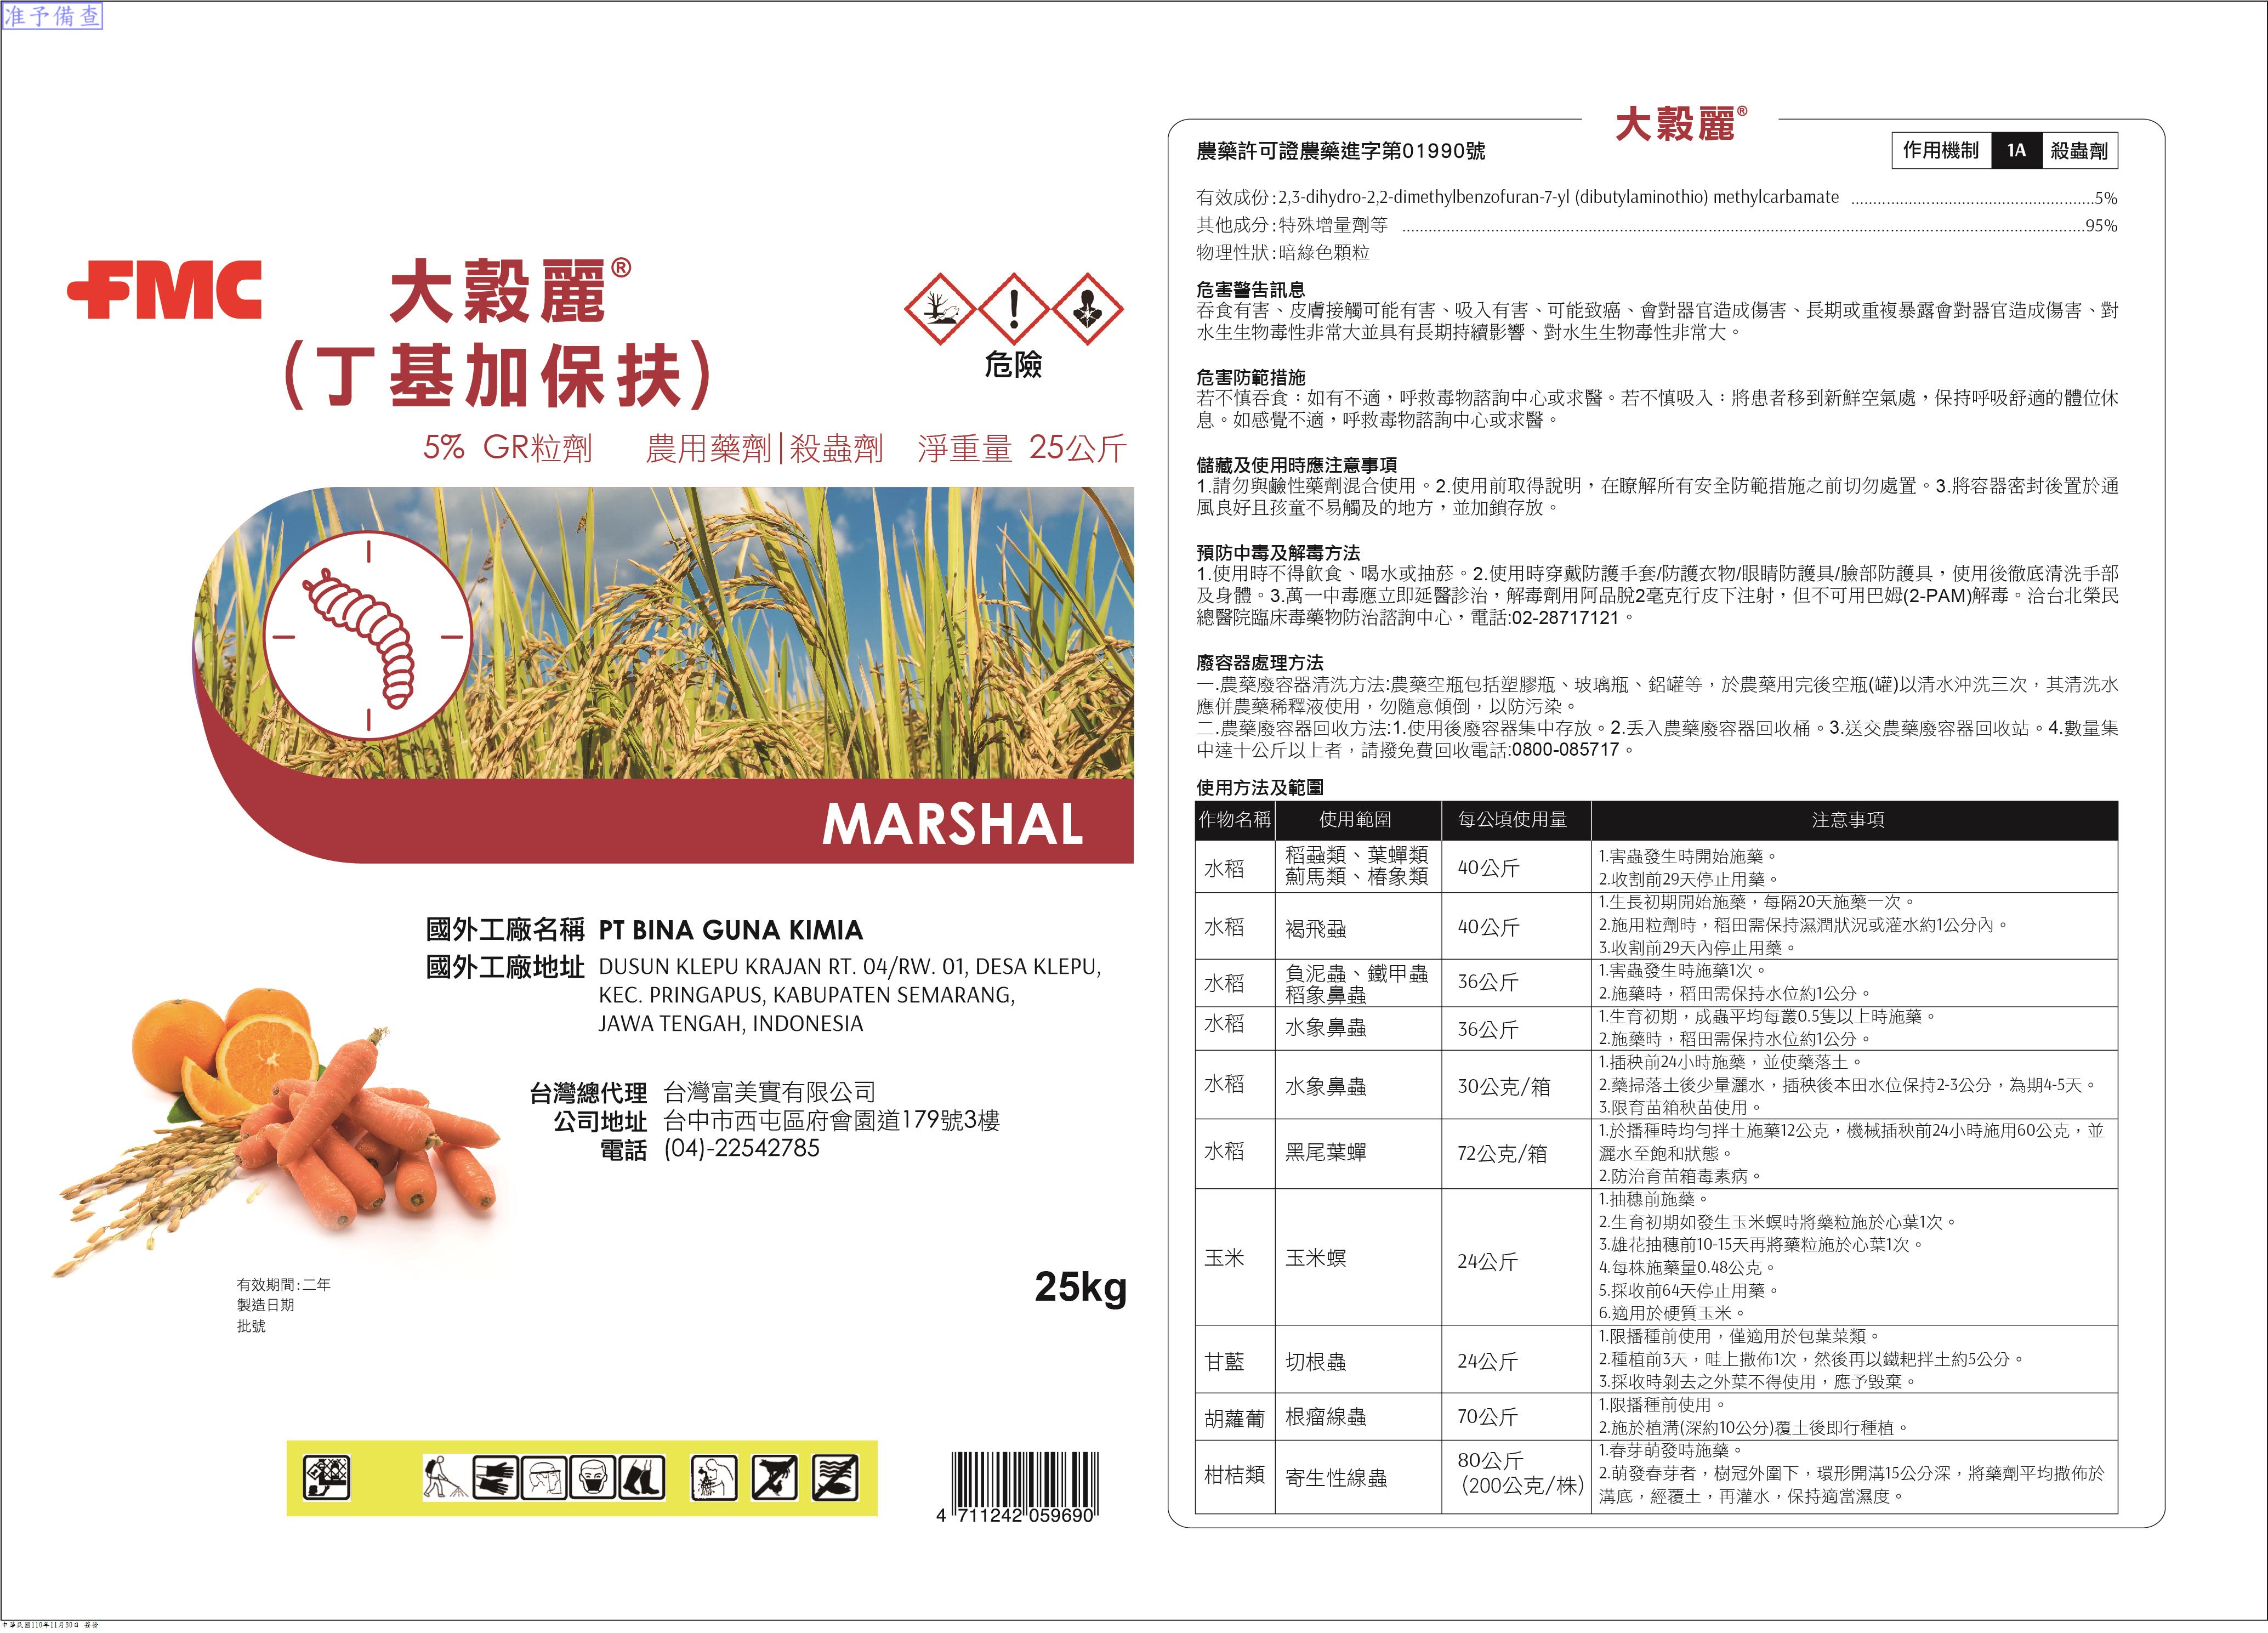 准予備查
FMC
大穀麗®
(丁基加保扶)
危險
5% GR粒劑 農用藥劑|殺蟲劑 淨重量 25公斤
MARSHAL
國外工廠名稱 PT BINA GUNA KIMIA
國外工廠地址 DUSUN KLEPU KRAJAN RT. 04/RW. 01, DESA KLEPU,
KEC. PRINGAPUS, KABUPATEN SEMARANG,
JAWA TENGAH, INDONESIA
台灣總代理 台灣富美實有限公司
公司地址 台中市西屯區府會園道179號3樓
電話 (04)-22542785
有效期間:二年
製造日期
批號
25kg
4 711242 059690
大穀麗®
農藥許可證農藥進字第01990號
作用機制 1A 殺蟲劑
有效成份:2,3-dihydro-2,2-dimethylbenzofuran-7-yl (dibutylaminothio) methylcarbamate ........5%
其他成分:特殊增量劑等 ........95%
物理性狀:暗綠色顆粒
危害警告訊息
吞食有害、皮膚接觸可能有害、吸入有害、可能致癌、會對器官造成傷害、長期或重複暴露會對器官造成傷害、對
水生生物毒性非常大並具有長期持續影響、對水生生物毒性非常大。
危害防範措施
若不慎吞食：如有不適，呼救毒物諮詢中心或求醫。若不慎吸入：將患者移到新鮮空氣處，保持呼吸舒適的體位休
息。如感覺不適，呼救毒物諮詢中心或求醫。
儲藏及使用時應注意事項
1.請勿與鹼性藥劑混合使用。2.使用前取得說明，在瞭解所有安全防範措施之前切勿處置。3.將容器密封後置於通
風良好且孩童不易觸及的地方，並加鎖存放。
預防中毒及解毒方法
1.使用時不得飲食、喝水或抽菸。2.使用時穿戴防護手套/防護衣物/眼睛防護具/臉部防護具，使用後徹底清洗手部
及身體。3.萬一中毒應立即延醫診治，解毒劑用阿品脫2毫克行皮下注射，但不可用巴姆(2-PAM)解毒。洽台北榮民
總醫院臨床毒藥物防治諮詢中心，電話:02-28717121。
廢容器處理方法
一.農藥廢容器清洗方法:農藥空瓶包括塑膠瓶、玻璃瓶、鋁罐等，於農藥用完後空瓶(罐)以清水沖洗三次，其清洗水
應併農藥稀釋液使用，勿隨意傾倒，以防污染。
二.農藥廢容器回收方法:1.使用後廢容器集中存放。2.丟入農藥廢容器回收桶。3.送交農藥廢容器回收站。4.數量集
中達十公斤以上者，請撥免費回收電話:0800-085717。
使用方法及範圍
作物名稱 使用範圍 每公頃使用量 注意事項
水稻 稻蝨類、葉蟬類 40公斤 1.害蟲發生時開始施藥。
薊馬類、椿象類 2.收割前29天停止用藥。
水稻 褐飛蝨 40公斤 1.生長初期開始施藥，每隔20天施藥一次。
2.施用粒劑時，稻田需保持濕潤狀況或灌水約1公分內。
3.收割前29天內停止用藥。
水稻 負泥蟲、鐵甲蟲 36公斤 1.害蟲發生時施藥1次。
稻象鼻蟲 2.施藥時，稻田需保持水位約1公分。
水稻 水象鼻蟲 36公斤 1.生育初期，成蟲平均每叢0.5隻以上時施藥。
2.施藥時，稻田需保持水位約1公分。
水稻 水象鼻蟲 30公克/箱 1.插秧前24小時施藥，並使藥落土。
2.藥掃落土後少量灑水，插秧後本田水位保持2-3公分，為期4-5天。
3.限育苗箱秧苗使用。
水稻 黑尾葉蟬 72公克/箱 1.於播種時均勻拌土施藥12公克，機械插秧前24小時施用60公克，並
灑水至飽和狀態。
2.防治育苗箱毒素病。
玉米 玉米螟 24公斤 1.抽穗前施藥。
2.生育初期如發生玉米螟時將藥粒施於心葉1次。
3.雄花抽穗前10-15天再將藥粒施於心葉1次。
4.每株施藥量0.48公克。
5.採收前64天停止用藥。
6.適用於硬質玉米。
甘藍 切根蟲 24公斤 1.限播種前使用，僅適用於包葉菜類。
2.種植前3天，畦上撒佈1次，然後再以鐵耙拌土約5公分。
3.採收時剝去之外葉不得使用，應予毀棄。
胡蘿蔔 根瘤線蟲 70公斤 1.限播種前使用。
2.施於植溝(深約10公分)覆土後即行種植。
柑桔類 寄生性線蟲 80公斤 1.春芽萌發時施藥。
(200公克/株) 2.萌發春芽者，樹冠外圍下，環形開溝15公分深，將藥劑平均撒佈於
溝底，經覆土，再灌水，保持適當濕度。
中華民國110年11月30日 簽發